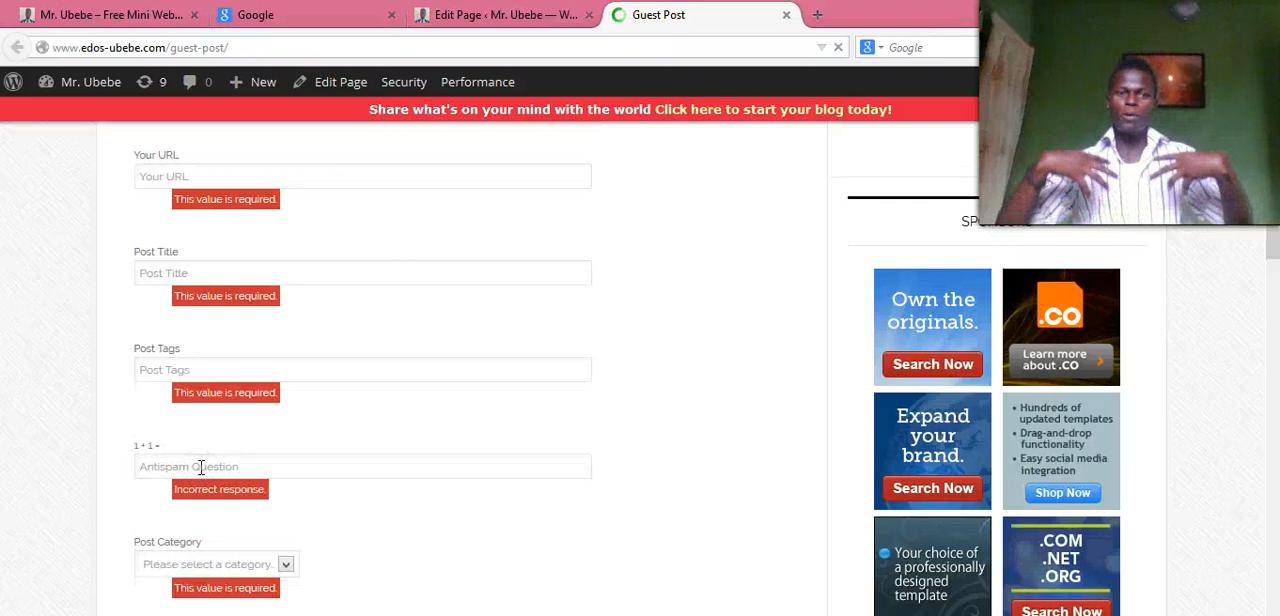 Mr. Ubebe – Free Mini Web...
Google
Edit Page ‹ Mr. Ubebe — W...
Guest Post
www.edos-ubebe.com/guest-post/
Google
Mr. Ubebe
9
0
New
Edit Page
Security
Performance
Share what's on your mind with the world Click here to start your blog today!
Your URL
Your URL
This value is required.
Post Title
Post Title
This value is required.
Post Tags
Post Tags
This value is required.
1 + 1 =
Antispam Question
Incorrect response.
Post Category
Please select a category.
This value is required.
Own the
originals.
Search Now
.CO
Learn more
about .CO
Expand
your
brand.
Search Now
• Hundreds of
updated templates
• Drag-and-drop
functionality
• Easy social media
integration
Shop Now
Your choice of
a professionally
designed
template
.COM
.NET
.ORG
Search Now